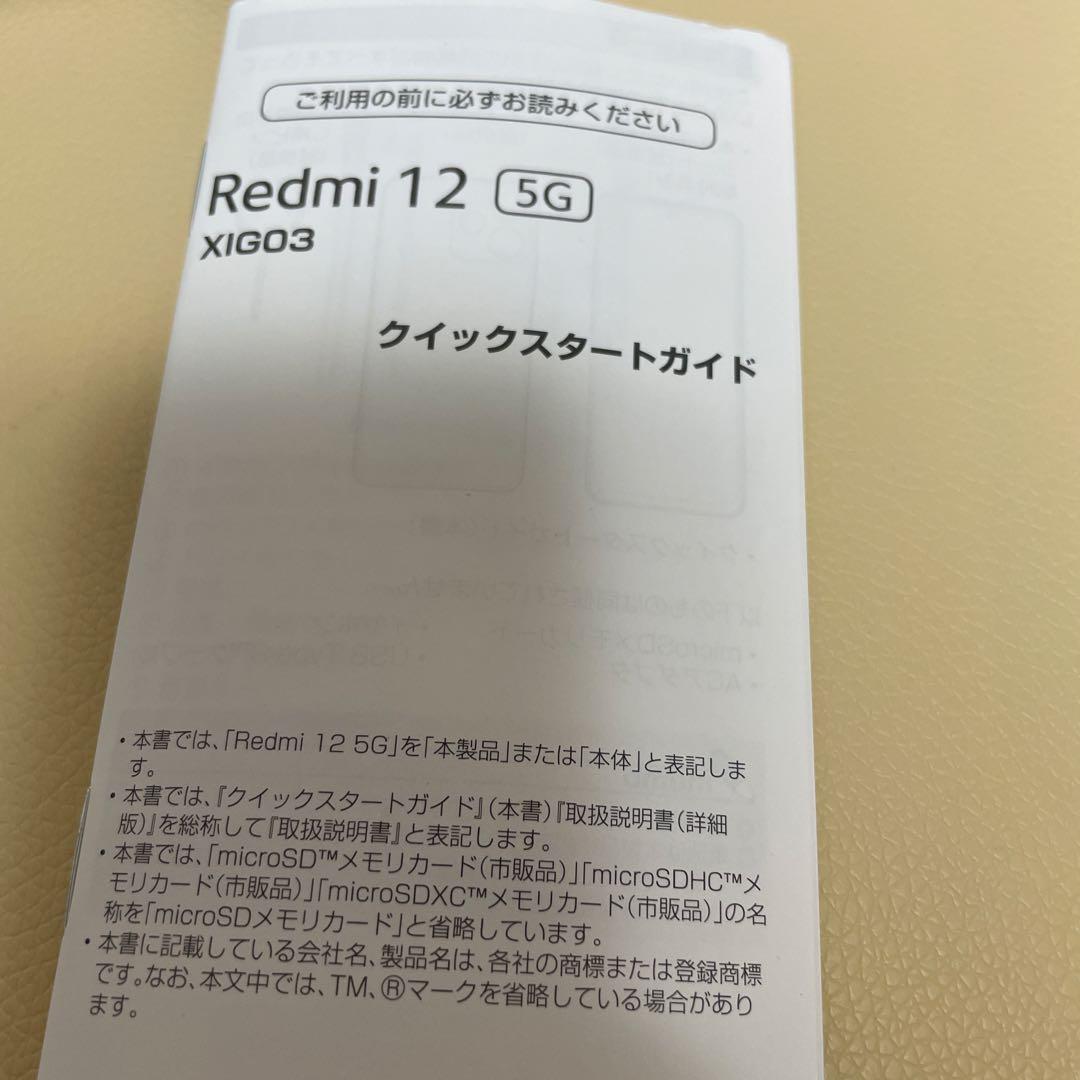 ご利用の前に必ずお読みください
Redmi 12 5G
XIG03
クイックスタートガイド
・本書では、「Redmi 12 5G」を「本製品」または「本体」と表記しま
す。
・本書では、『クイックスタートガイド』(本書)『取扱説明書(詳細
版)』を総称して『取扱説明書』と表記します。
・本書では、「microSD™メモリカード(市販品)」「microSDHC™メ
モリカード(市販品)」「microSDXC™メモリカード(市販品)」の名
称を「microSDメモリカード」と省略しています。
・本書に記載している会社名、製品名は、各社の商標または登録商標
です。なお、本文中では、TM、®マークを省略している場合があり
ます。